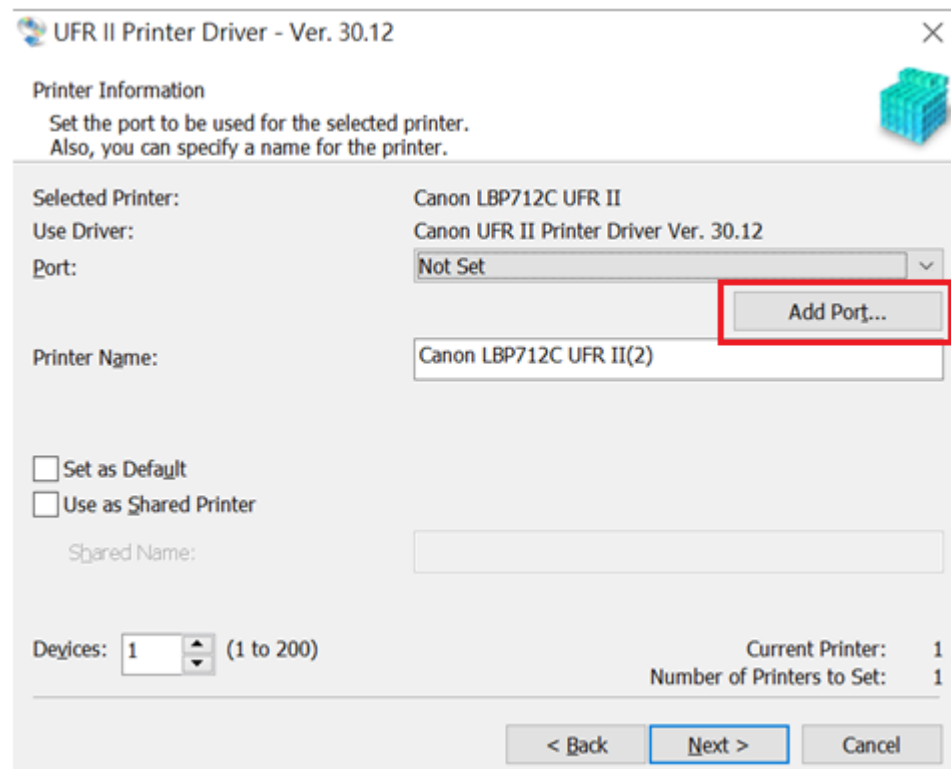 UFR II Printer Driver - Ver. 30.12
Printer Information
Set the port to be used for the selected printer.
Also, you can specify a name for the printer.
Selected Printer: Canon LBP712C UFR II
Use Driver: Canon UFR II Printer Driver Ver. 30.12
Port: Not Set
Add Port...
Printer Name: Canon LBP712C UFR II(2)
Set as Default
Use as Shared Printer
Shared Name:
Devices: 1 (1 to 200) Current Printer: 1
Number of Printers to Set: 1
< Back Next > Cancel